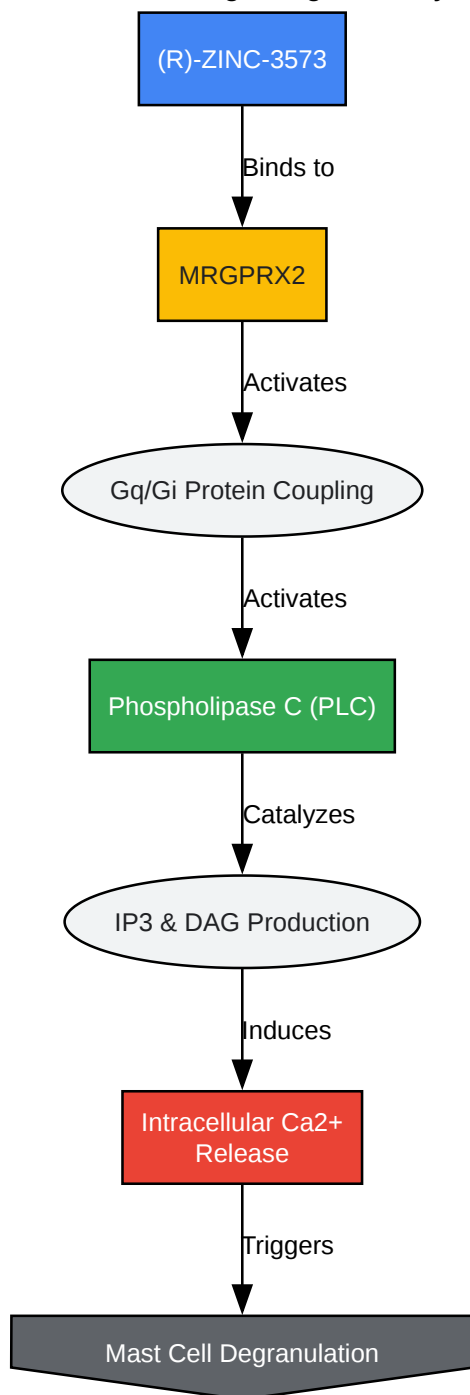 (R)-ZINC-3573
Binds to
MRGPRX2
Activates
Gq/Gi Protein Coupling
Activates
Phospholipase C (PLC)
Catalyzes
IP3 & DAG Production
Induces
Intracellular Ca2+
Release
Triggers
Mast Cell Degranulation